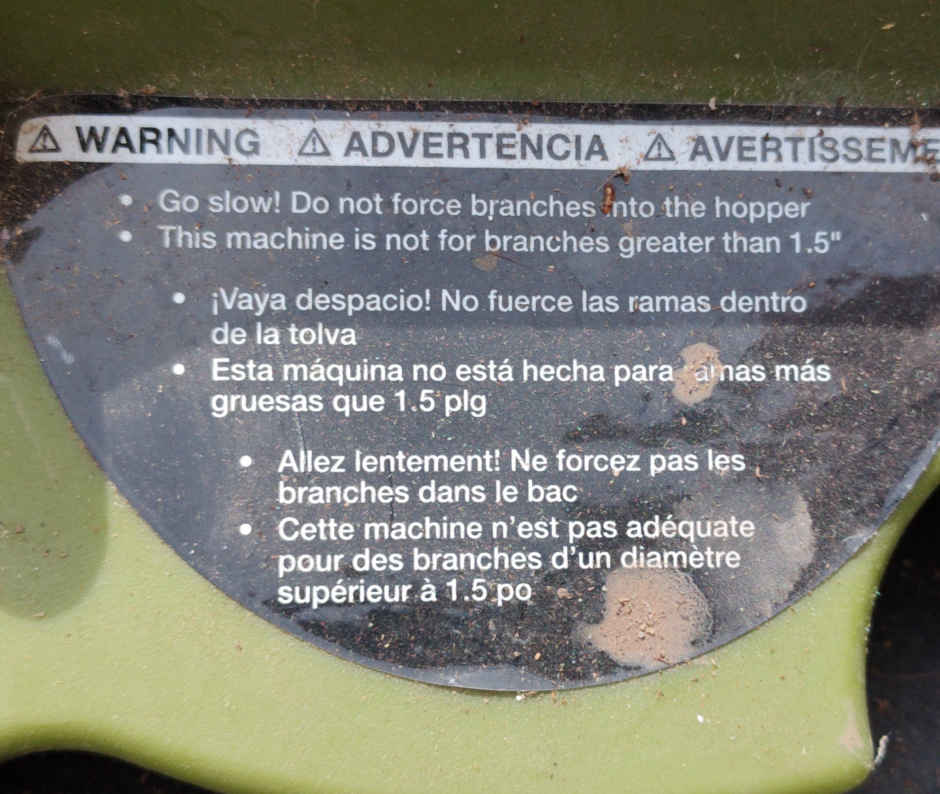 ⚠ WARNING ⚠ ADVERTENCIA ⚠ AVERTISSEME
• Go slow! Do not force branches into the hopper
• This machine is not for branches greater than 1.5"
• ¡Vaya despacio! No fuerce las ramas dentro
de la tolva
• Esta máquina no está hecha para ramas más
gruesas que 1.5 plg
• Allez lentement! Ne forcez pas les
branches dans le bac
• Cette machine n'est pas adéquate
pour des branches d'un diamètre
supérieur à 1.5 po